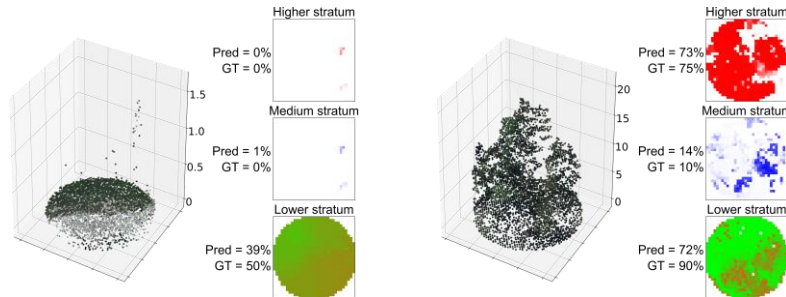 Higher stratum
Pred = 0%
GT = 0%
Medium stratum
Pred = 1%
GT = 0%
Lower stratum
Pred = 39%
GT = 50%
1.5
1.0
0.5
0
Higher stratum
Pred = 73%
GT = 75%
Medium stratum
Pred = 14%
GT = 10%
Lower stratum
Pred = 72%
GT = 90%
20
15
10
5
0